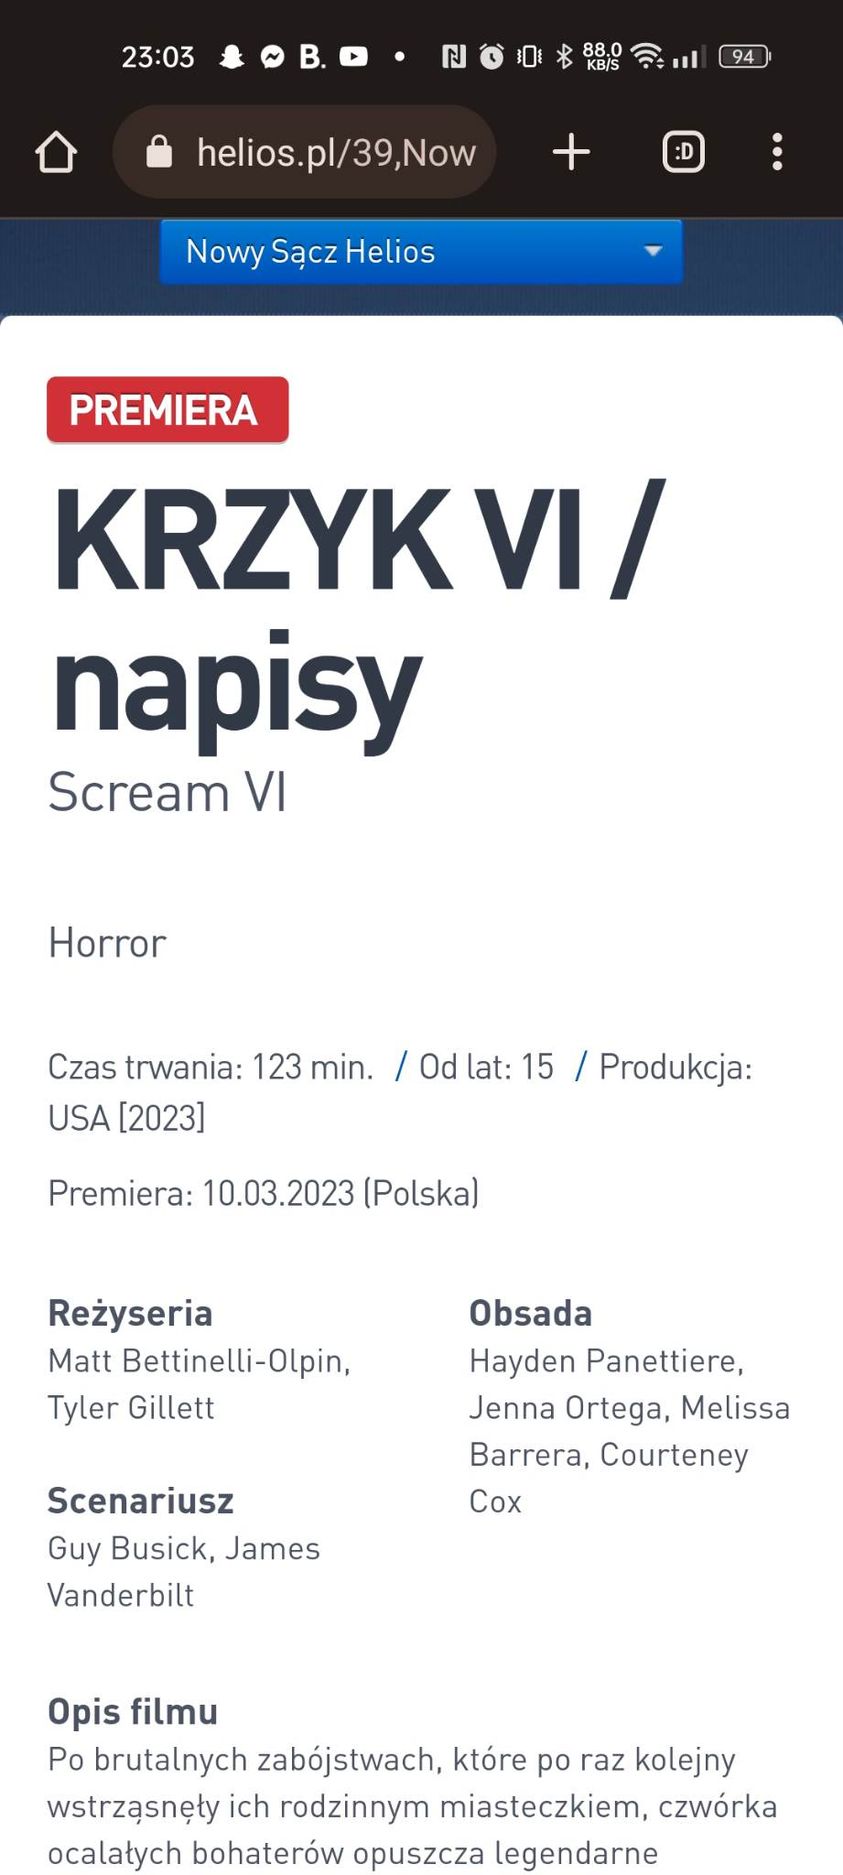 23:03 B. 88.0 KB/S 94
helios.pl/39,Now :D
Nowy Sącz Helios
PREMIERA
KRZYK VI /
napisy
Scream VI
Horror
Czas trwania: 123 min. / Od lat: 15 / Produkcja:
USA [2023]
Premiera: 10.03.2023 (Polska)
Reżyseria
Matt Bettinelli-Olpin,
Tyler Gillett
Scenariusz
Guy Busick, James
Vanderbilt
Obsada
Hayden Panettiere,
Jenna Ortega, Melissa
Barrera, Courteney
Cox
Opis filmu
Po brutalnych zabójstwach, które po raz kolejny
wstrząsnęły ich rodzinnym miasteczkiem, czwórka
ocalałych bohaterów opuszcza legendarne